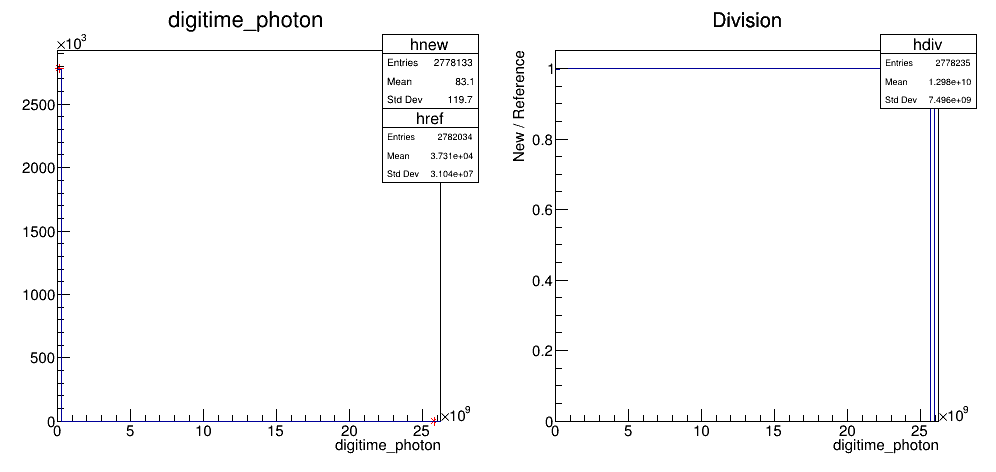 digitime_photon
×10³
hnew
Entries 2778133
Mean 83.1
Std Dev 119.7
href
Entries 2782034
Mean 3.731e+04
Std Dev 3.104e+07
2500
2000
1500
1000
500
0
0 5 10 15 20 25 ×10⁹
digitime_photon
Division
hdiv
Entries 2778235
Mean 1.298e+10
Std Dev 7.496e+09
New / Reference
1
0.8
0.6
0.4
0.2
0
0 5 10 15 20 25 ×10⁹
digitime_photon